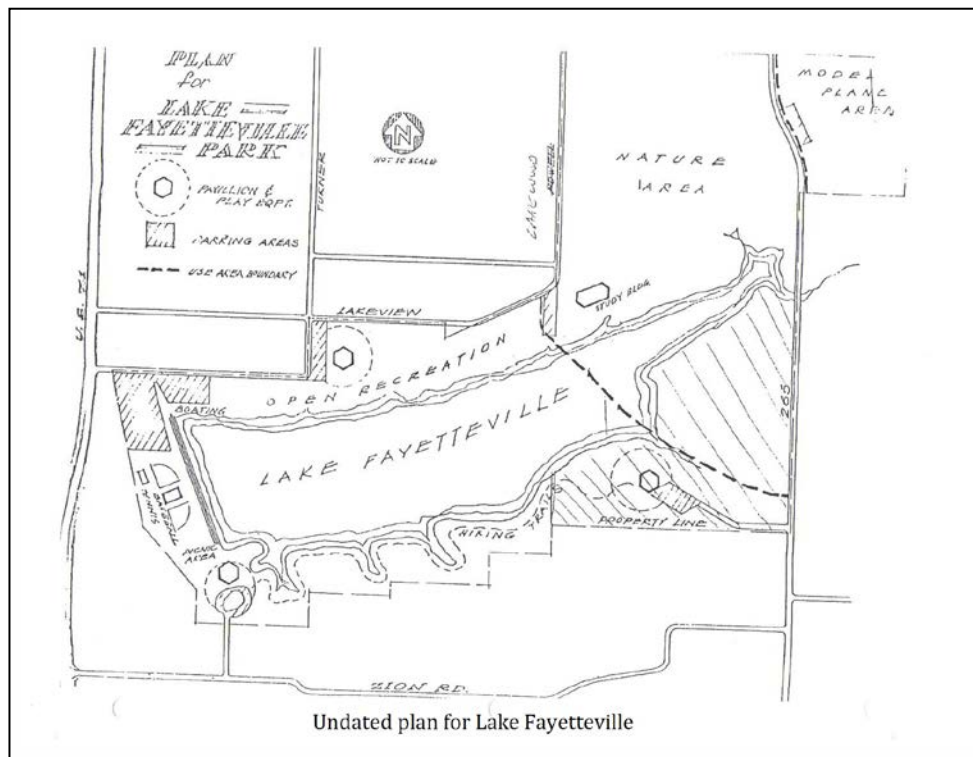 PLAN
for
LAKE
FAYETTEVILLE
PARK
PAVILLION &
PLAY EQPT.
PARKING AREAS
USE AREA BOUNDARY
U.S. 71
TURNER
N
NOT TO SCALE
NATURE
AREA
MODEL
PLANE
AREA
STUDY BLDG
LAKEVIEW
OPEN RECREATION
BOATING
LAKE FAYETTEVILLE
265
BASEBALL
TENNIS
PICNIC
AREA
HIKING TRAIL
PROPERTY LINE
ZION RD.
Undated plan for Lake Fayetteville